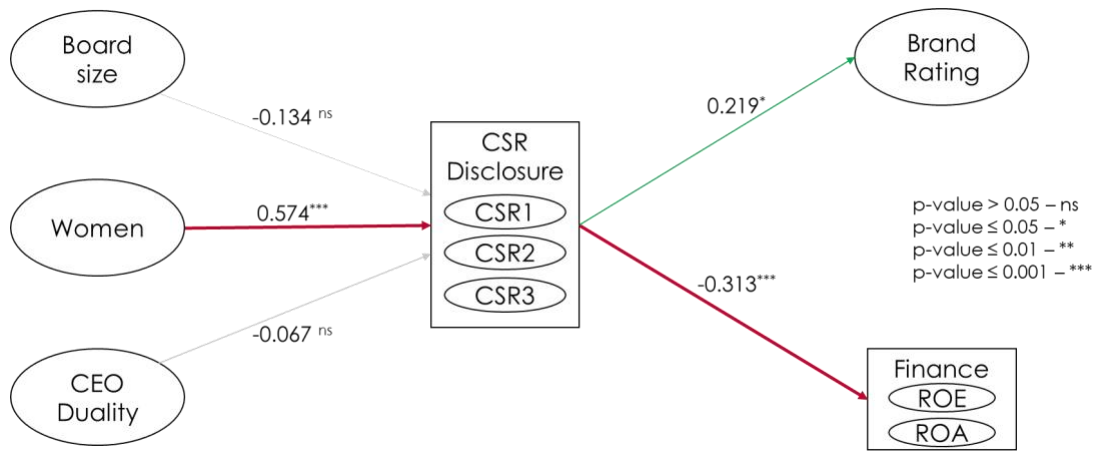 Board
size
-0.134 ns
Women
0.574***
CEO
Duality
-0.067 ns
CSR
Disclosure
CSR1
CSR2
CSR3
0.219*
Brand
Rating
-0.313***
Finance
ROE
ROA
p-value > 0.05 – ns
p-value ≤ 0.05 – *
p-value ≤ 0.01 – **
p-value ≤ 0.001 – ***